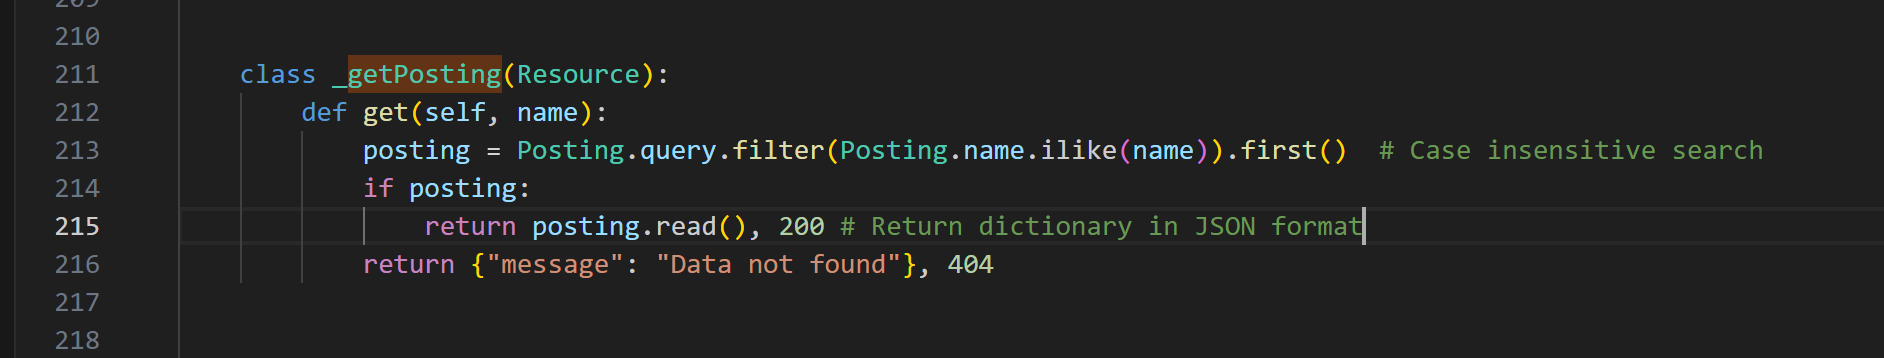 209
210
211 class _getPosting(Resource):
212 def get(self, name):
213 posting = Posting.query.filter(Posting.name.ilike(name)).first()  # Case insensitive search
214 if posting:
215 return posting.read(), 200 # Return dictionary in JSON format
216 return {"message": "Data not found"}, 404
217
218